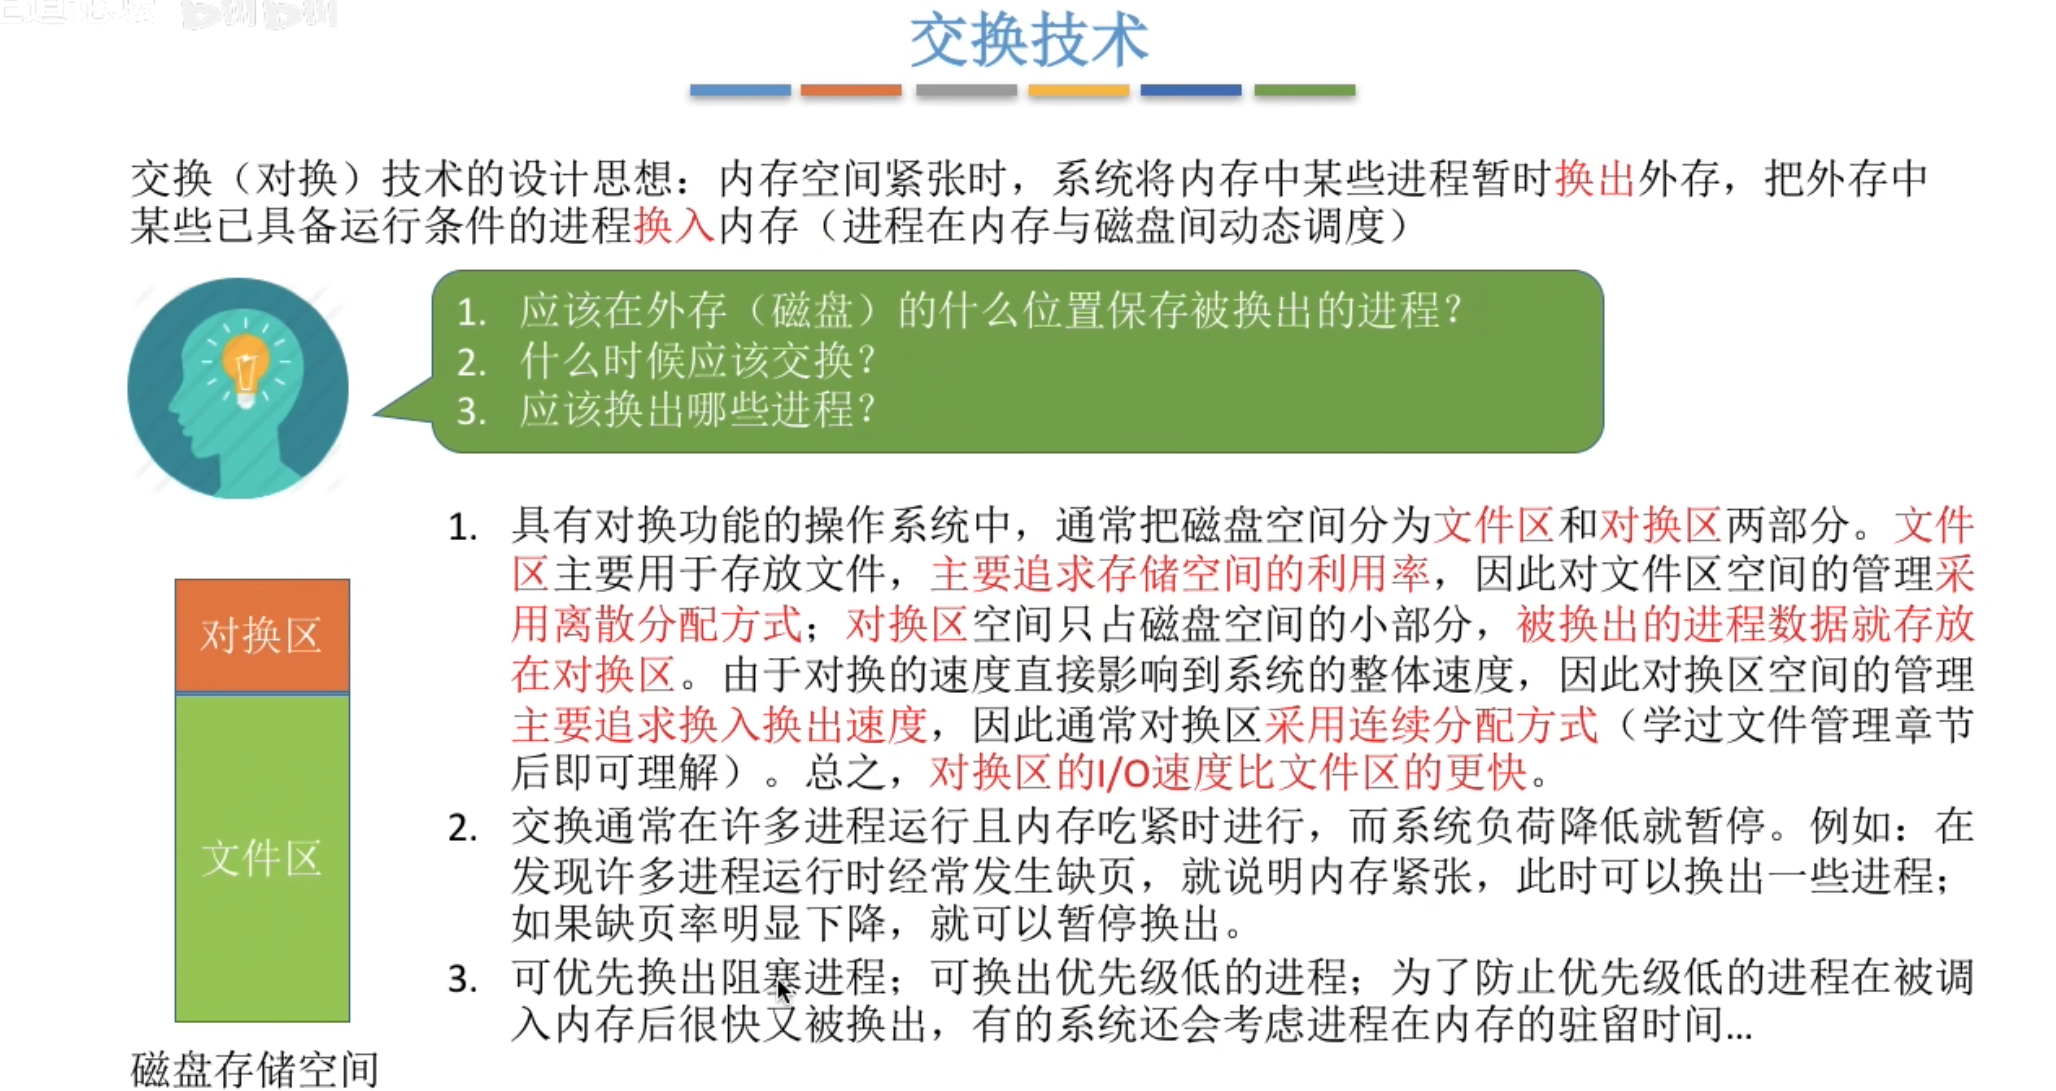 交换技术
交换（对换）技术的设计思想：内存空间紧张时，系统将内存中某些进程暂时换出外存，把外存中
某些已具备运行条件的进程换入内存（进程在内存与磁盘间动态调度）
1. 应该在外存（磁盘）的什么位置保存被换出的进程？
2. 什么时候应该交换？
3. 应该换出哪些进程？
1. 具有对换功能的操作系统中，通常把磁盘空间分为文件区和对换区两部分。文件
区主要用于存放文件，主要追求存储空间的利用率，因此对文件区空间的管理采
用离散分配方式；对换区空间只占磁盘空间的小部分，被换出的进程数据就存放
在对换区。由于对换的速度直接影响到系统的整体速度，因此对换区空间的管理
主要追求换入换出速度，因此通常对换区采用连续分配方式（学过文件管理章节
后即可理解）。总之，对换区的I/O速度比文件区的更快。
2. 交换通常在许多进程运行且内存吃紧时进行，而系统负荷降低就暂停。例如：在
发现许多进程运行时经常发生缺页，就说明内存紧张，此时可以换出一些进程；
如果缺页率明显下降，就可以暂停换出。
3. 可优先换出阻塞进程；可换出优先级低的进程；为了防止优先级低的进程在被调
入内存后很快又被换出，有的系统还会考虑进程在内存的驻留时间...
对换区
文件区
磁盘存储空间